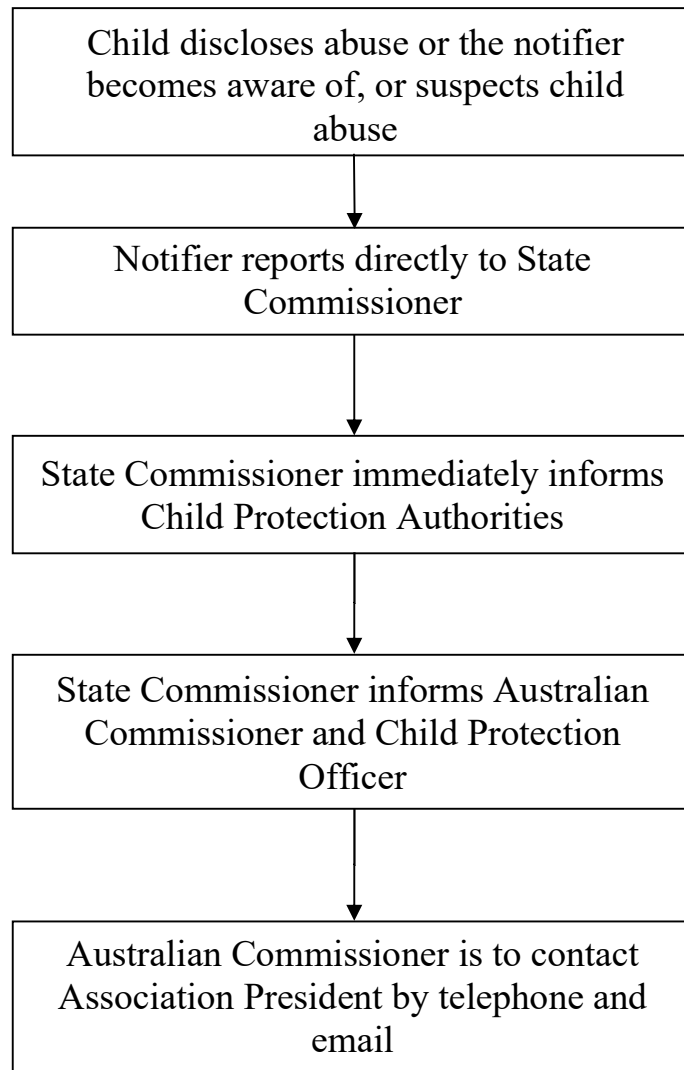 Child discloses abuse or the notifier
becomes aware of, or suspects child
abuse
Notifier reports directly to State
Commissioner
State Commissioner immediately informs
Child Protection Authorities
State Commissioner informs Australian
Commissioner and Child Protection
Officer
Australian Commissioner is to contact
Association President by telephone and
email